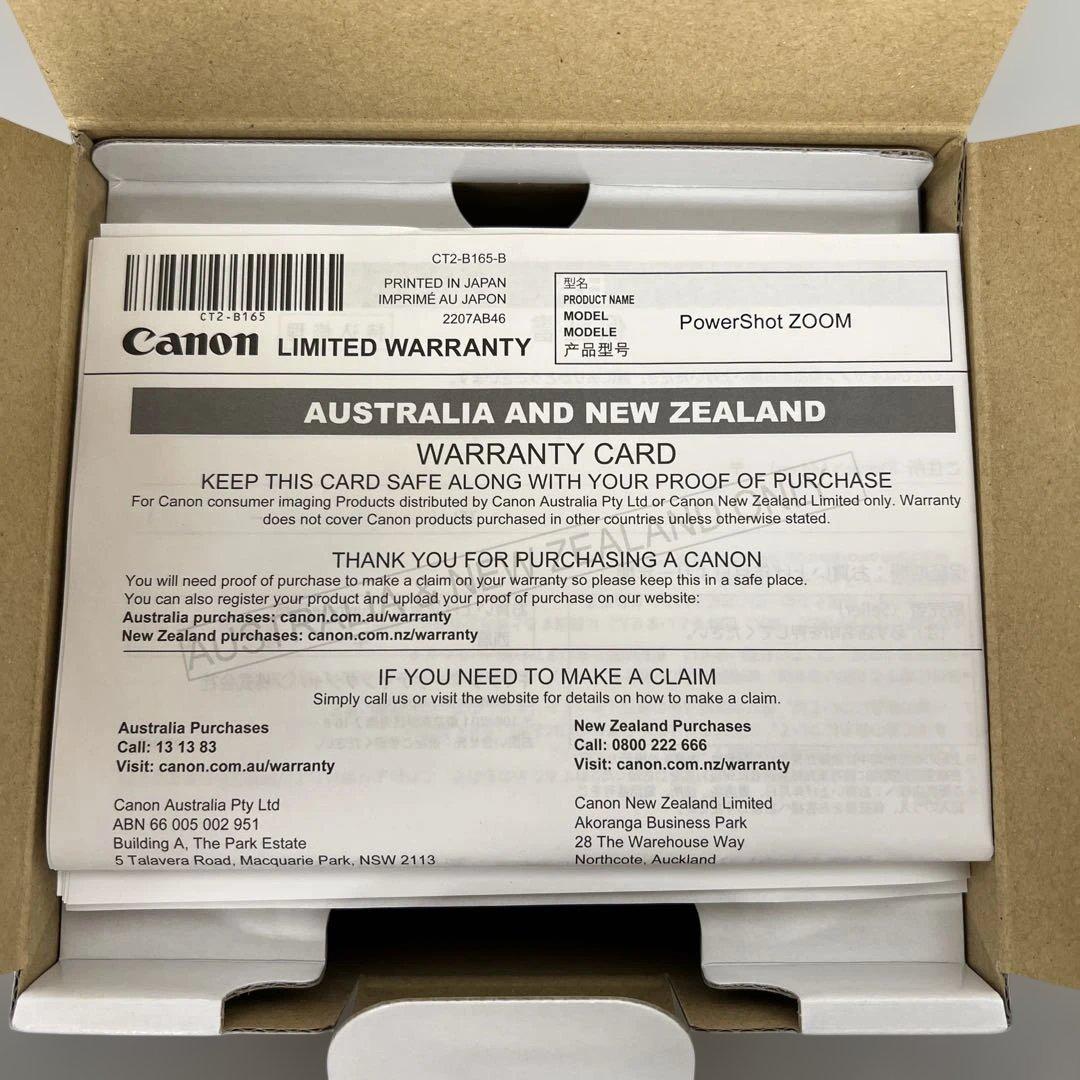 CT2-B165-B
PRINTED IN JAPAN
IMPRIMÉ AU JAPON
2207AB46
CT2-B165
Canon LIMITED WARRANTY
型名
PRODUCT NAME
MODEL
MODELE
产品型号
PowerShot ZOOM
AUSTRALIA AND NEW ZEALAND
WARRANTY CARD
KEEP THIS CARD SAFE ALONG WITH YOUR PROOF OF PURCHASE
For Canon consumer imaging Products distributed by Canon Australia Pty Ltd or Canon New Zealand Limited only. Warranty
does not cover Canon products purchased in other countries unless otherwise stated.
AUSTRALIA & NEW ZEALAND ONLY
THANK YOU FOR PURCHASING A CANON
You will need proof of purchase to make a claim on your warranty so please keep this in a safe place.
You can also register your product and upload your proof of purchase on our website:
Australia purchases: canon.com.au/warranty
New Zealand purchases: canon.com.nz/warranty
IF YOU NEED TO MAKE A CLAIM
Simply call us or visit the website for details on how to make a claim.
Australia Purchases
Call: 13 13 83
Visit: canon.com.au/warranty
Canon Australia Pty Ltd
ABN 66 005 002 951
Building A, The Park Estate
5 Talavera Road, Macquarie Park, NSW 2113
New Zealand Purchases
Call: 0800 222 666
Visit: canon.com.nz/warranty
Canon New Zealand Limited
Akoranga Business Park
28 The Warehouse Way
Northcote, Auckland